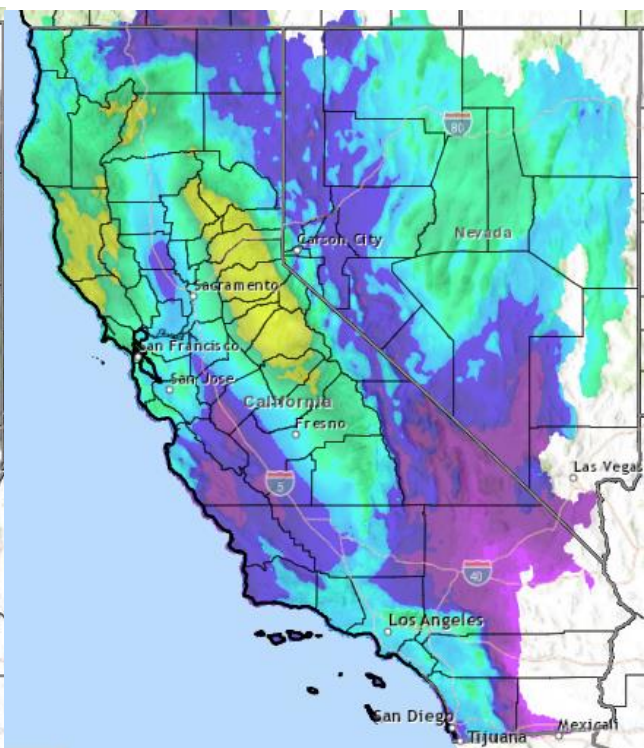 80
Nevada
Carson City
Sacramento
San Francisco
San Jose
California
Fresno
5
Las Vegas
40
Los Angeles
San Diego
Tijuana
Mexicali